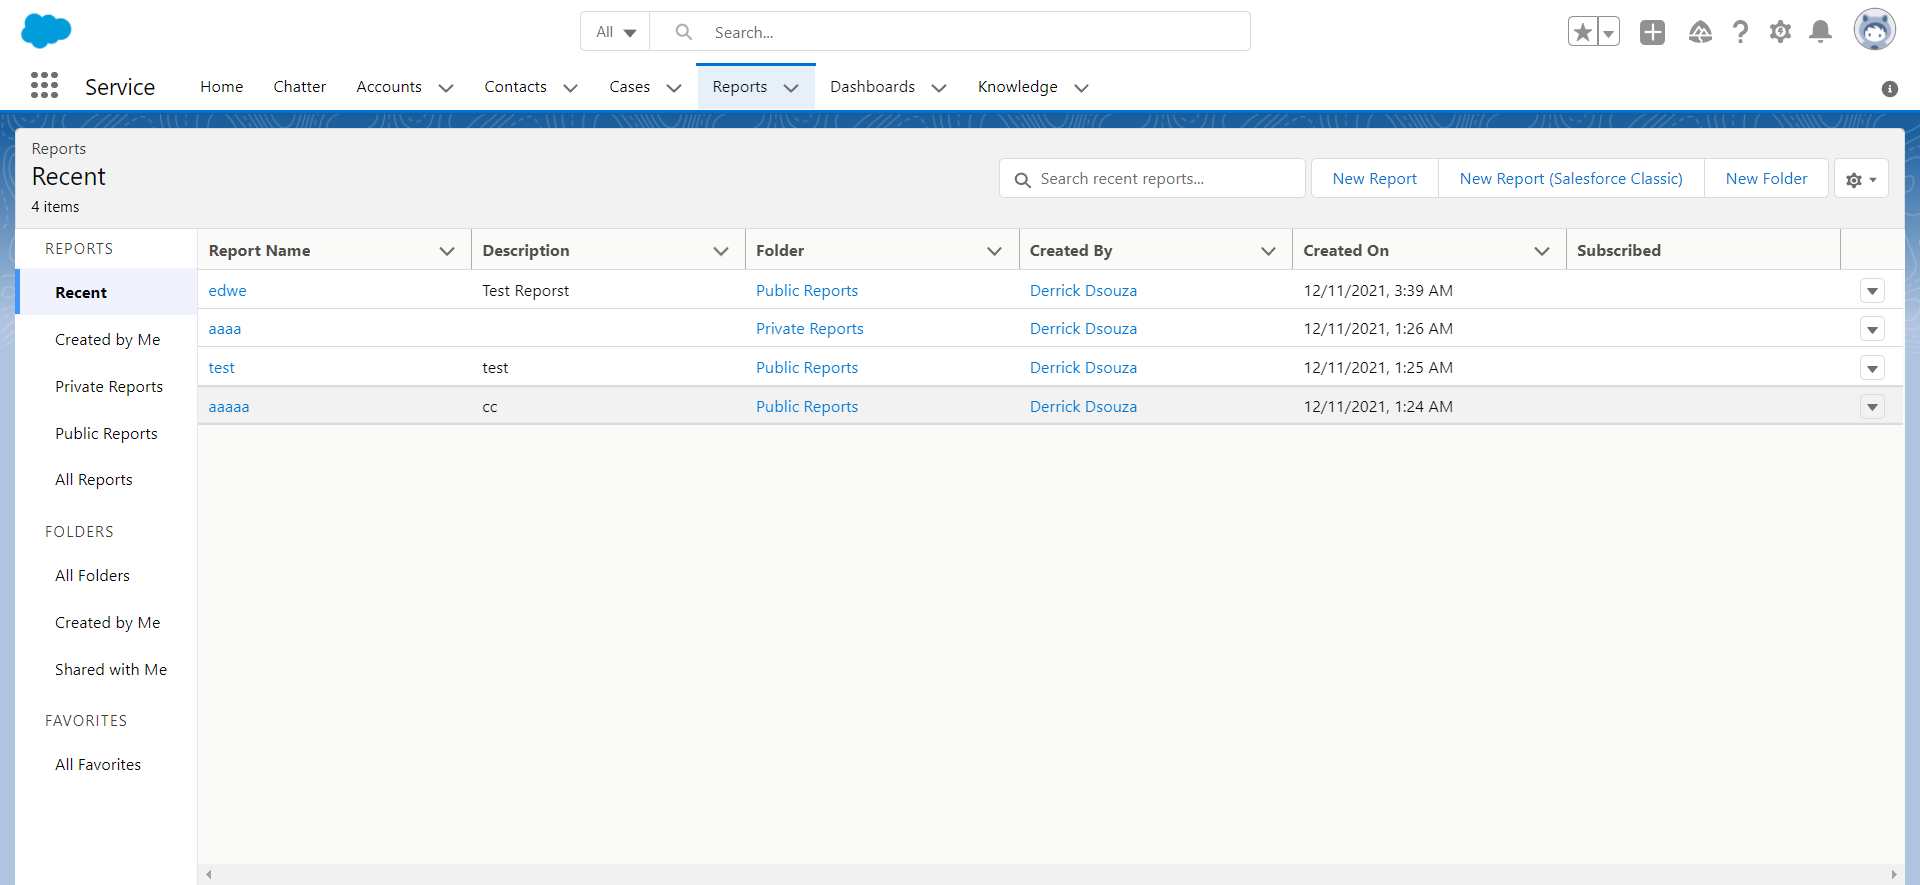 All Search...
Service Home Chatter Accounts Contacts Cases Reports Dashboards Knowledge
Reports
Recent
4 items
Search recent reports... New Report New Report (Salesforce Classic) New Folder
REPORTS
Recent
Created by Me
Private Reports
Public Reports
All Reports
FOLDERS
All Folders
Created by Me
Shared with Me
FAVORITES
All Favorites
Report Name Description Folder Created By Created On Subscribed
edwe Test Reporst Public Reports Derrick Dsouza 12/11/2021, 3:39 AM
aaaa Private Reports Derrick Dsouza 12/11/2021, 1:26 AM
test test Public Reports Derrick Dsouza 12/11/2021, 1:25 AM
aaaaa cc Public Reports Derrick Dsouza 12/11/2021, 1:24 AM